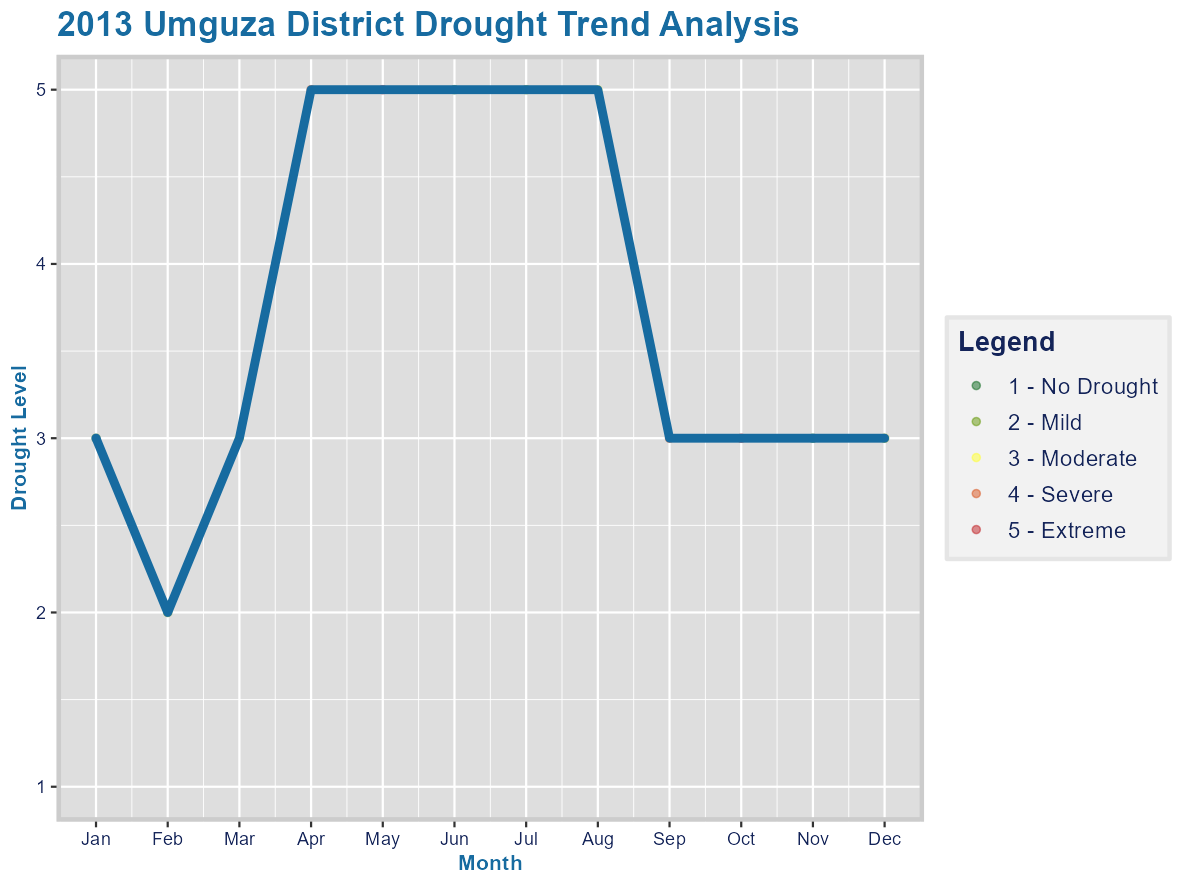 2013 Umguza District Drought Trend Analysis
Drought Level
5
4
3
2
1
Jan Feb Mar Apr May Jun Jul Aug Sep Oct Nov Dec
Month
Legend
1 - No Drought
2 - Mild
3 - Moderate
4 - Severe
5 - Extreme